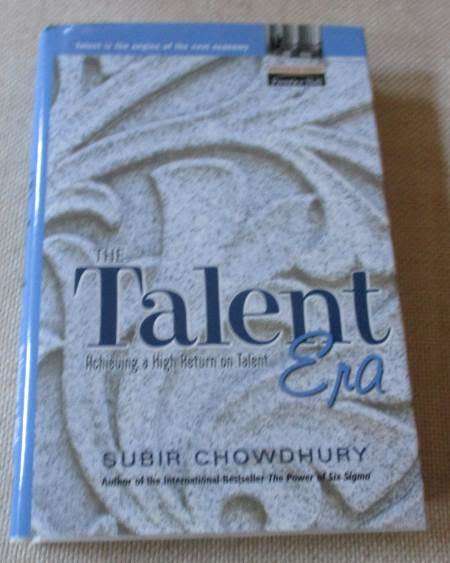 Talent is the engine of the new economy
THE
Talent
Era
Achieving a High Return on Talent
SUBIR CHOWDHURY
Author of the International Bestseller The Power of Six Sigma